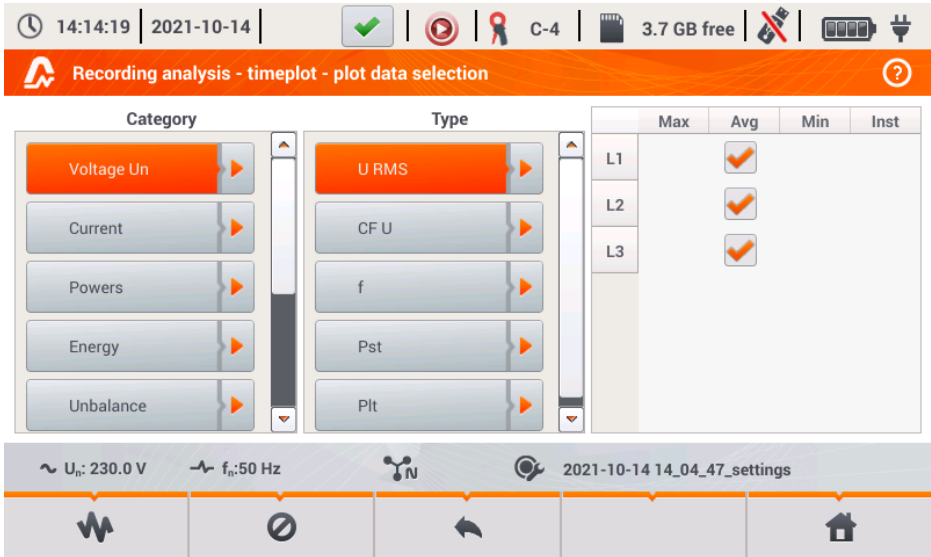 14:14:19 2021-10-14 C-4 3.7 GB free
Recording analysis - timeplot - plot data selection ?
Category
Voltage Un
Current
Powers
Energy
Unbalance
Type
U RMS
CF U
f
Pst
Plt
Max Avg Min Inst
L1
L2
L3
Un: 230.0 V fn:50 Hz N 2021-10-14 14_04_47_settings